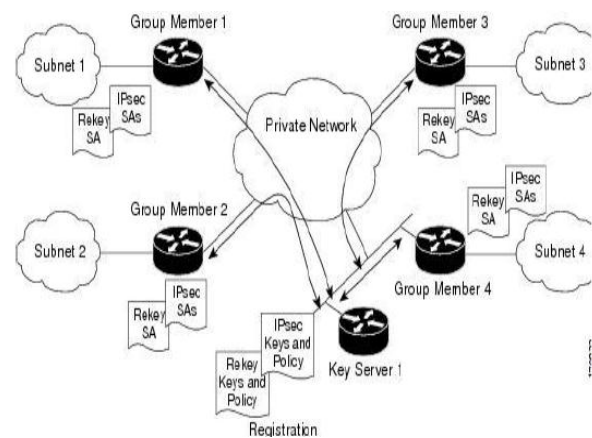 Group Member 1
Group Member 3
Subnet 1
Subnet 3
IPsec
SAs
Rekey
SA
Private Network
IPsec
SAs
Rekey
SA
Group Member 2
IPsec
SAs
Rekey
SA
Subnet 2
Subnet 4
Group Member 4
IPsec
SAs
Rekey
SA
IPsec
Keys and
Policy
Rekey
Keys and
Policy
Key Server 1
Registration